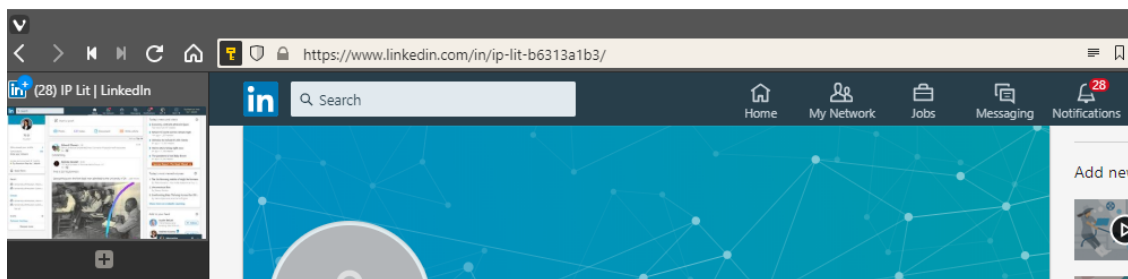 https://www.linkedin.com/in/ip-lit-b6313a1b3/
in
(28) IP Lit | LinkedIn
in
Search
Home
My Network
Jobs
Messaging
28
Notifications
Add new